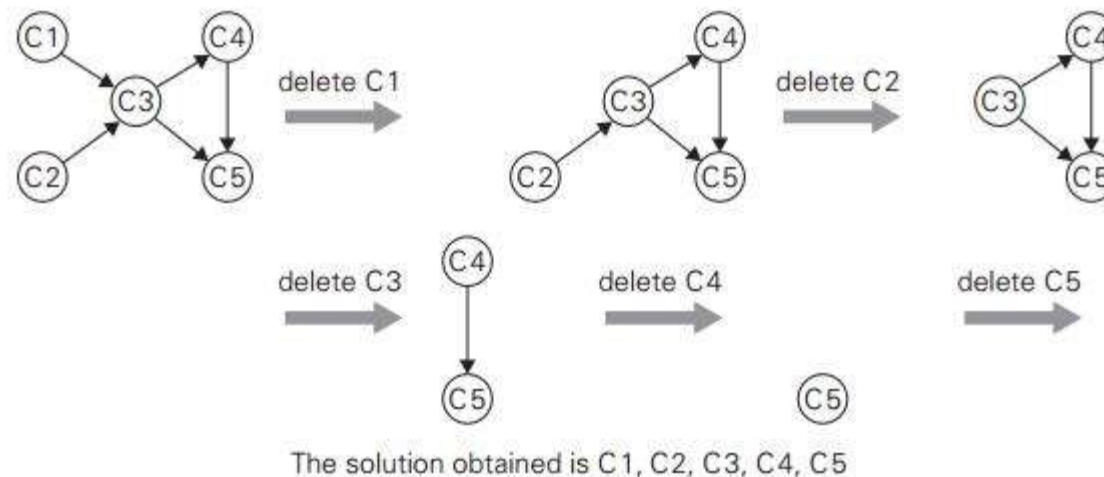 C1 C4 C4 C4
delete C1 delete C2
C3 C3 C3
C2 C5 C2 C5 C5
C4
delete C3 delete C4 delete C5
C5 C5
The solution obtained is C1, C2, C3, C4, C5